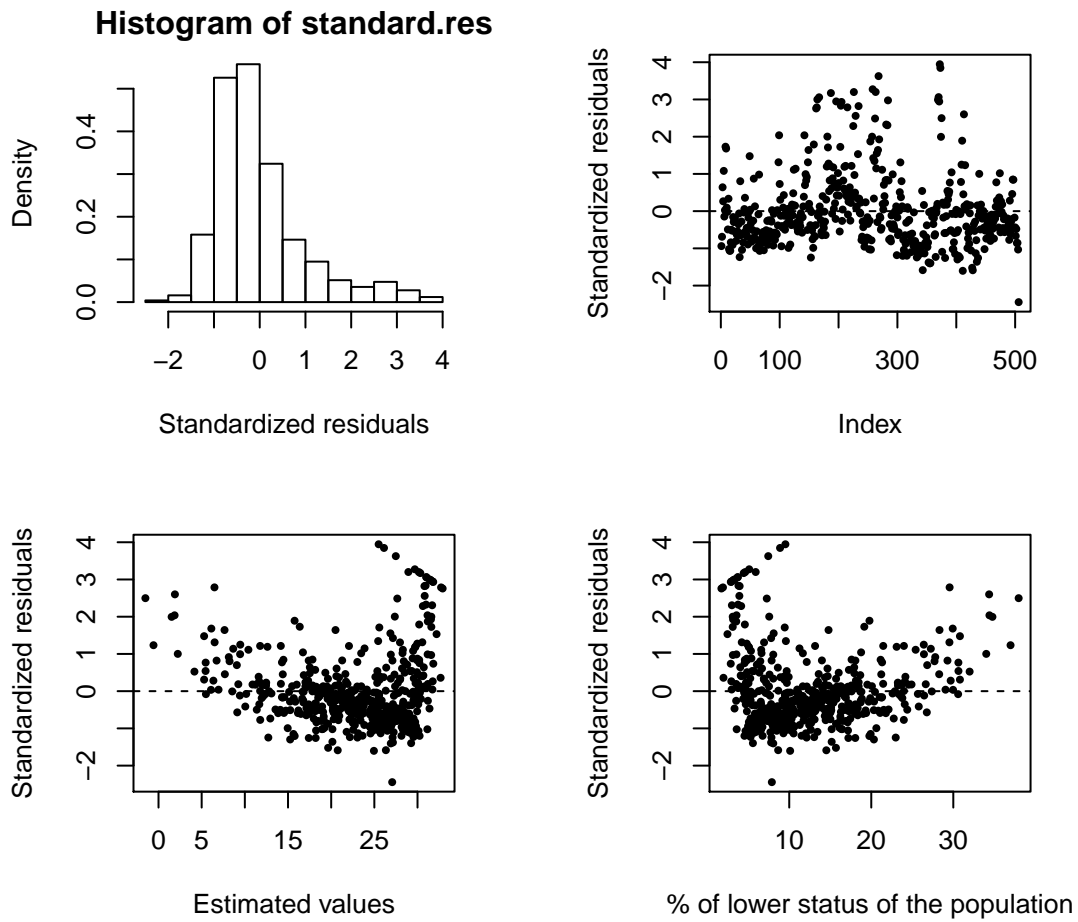 Histogram of standard.res
Density
0.0 0.2 0.4
−2 0 1 2 3 4
Standardized residuals
Standardized residuals
−2 0 1 2 3 4
0 100 300 500
Index
Standardized residuals
−2 0 1 2 3 4
0 5 15 25
Estimated values
Standardized residuals
−2 0 1 2 3 4
10 20 30
% of lower status of the population